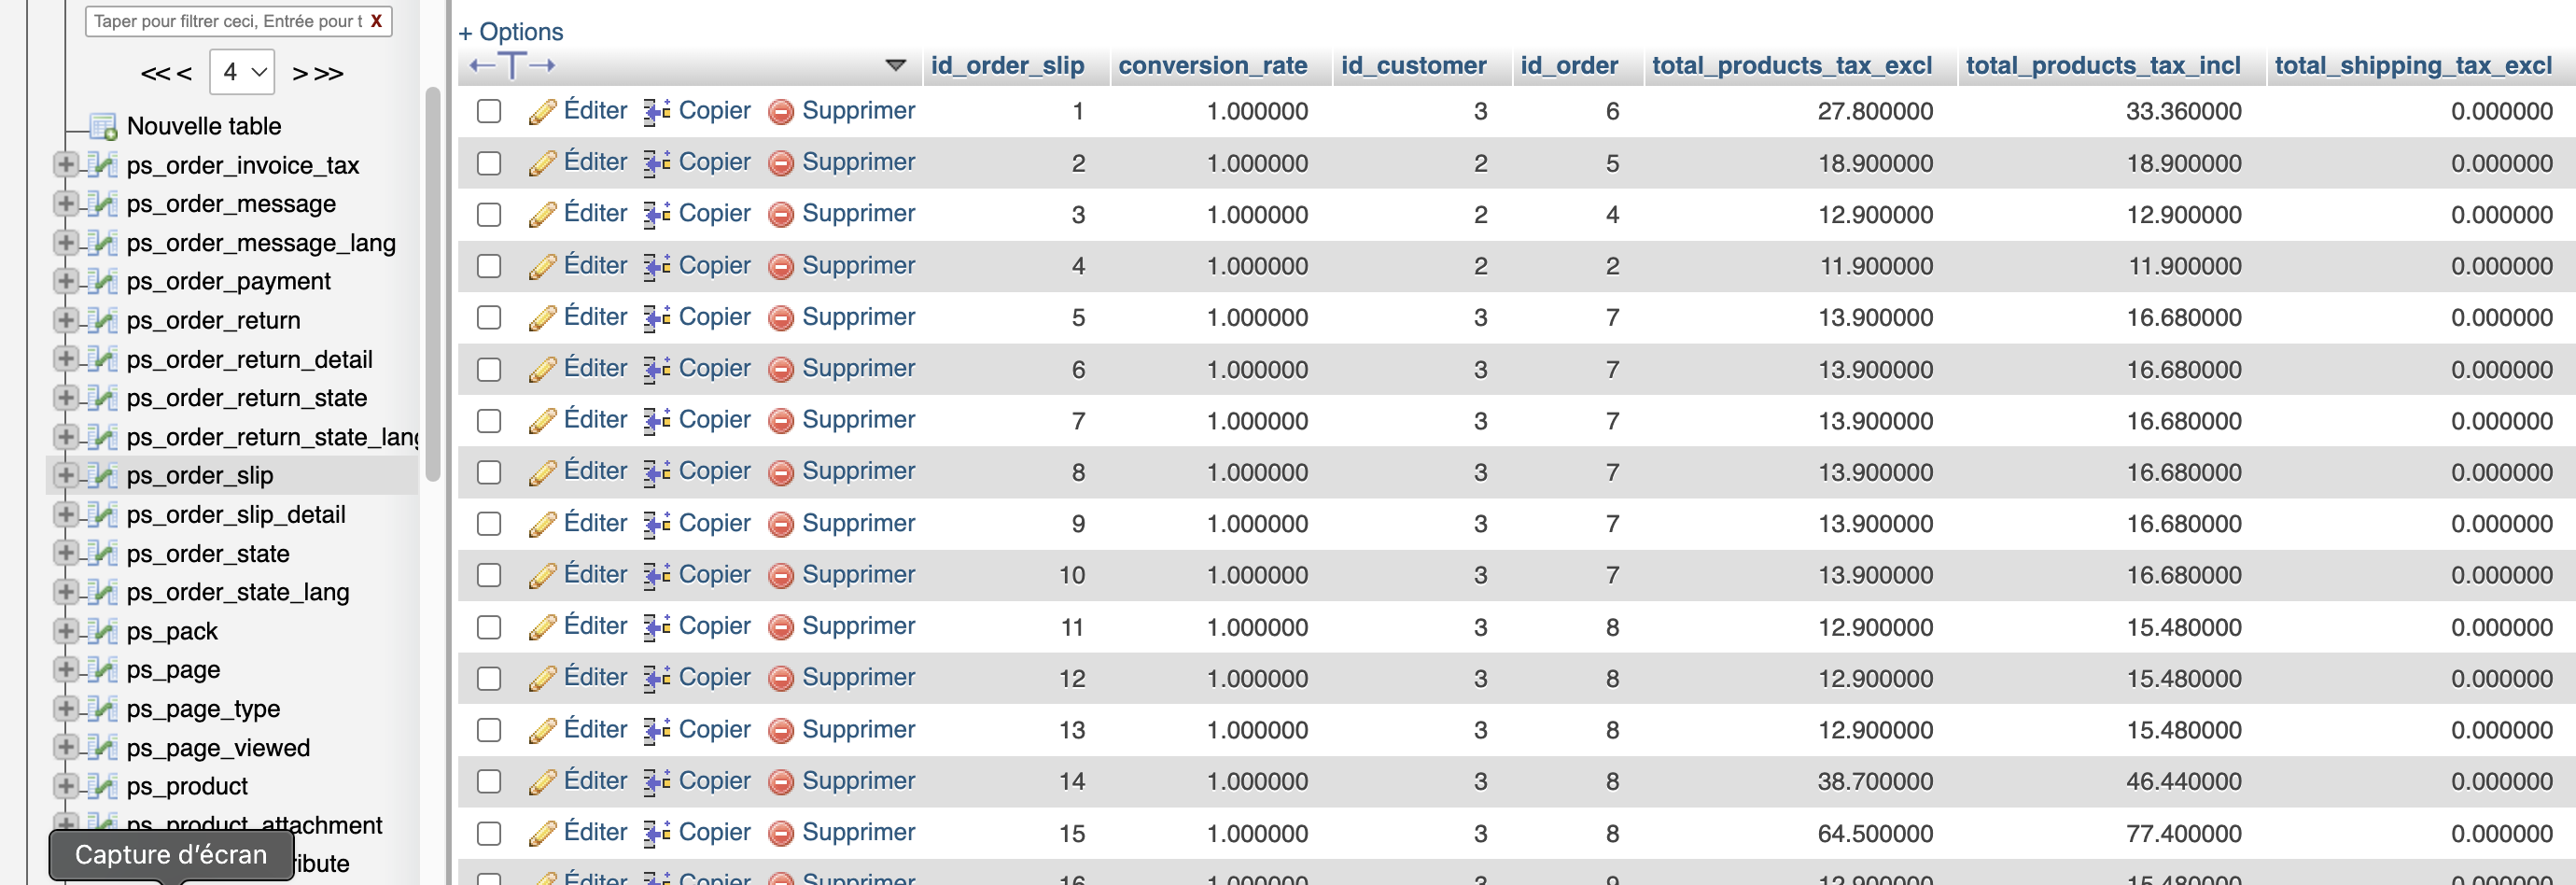 Taper pour filtrer ceci, Entrée pour t X
<< < 4 > >>
Nouvelle table
ps_order_invoice_tax
ps_order_message
ps_order_message_lang
ps_order_payment
ps_order_return
ps_order_return_detail
ps_order_return_state
ps_order_return_state_lang
ps_order_slip
ps_order_slip_detail
ps_order_state
ps_order_state_lang
ps_pack
ps_page
ps_page_type
ps_page_viewed
ps_product
ps_product_attachment
ribute
Capture d'écran
+ Options
←T→ id_order_slip conversion_rate id_customer id_order total_products_tax_excl total_products_tax_incl total_shipping_tax_excl
Éditer Copier Supprimer 1 1.000000 3 6 27.800000 33.360000 0.000000
Éditer Copier Supprimer 2 1.000000 2 5 18.900000 18.900000 0.000000
Éditer Copier Supprimer 3 1.000000 2 4 12.900000 12.900000 0.000000
Éditer Copier Supprimer 4 1.000000 2 2 11.900000 11.900000 0.000000
Éditer Copier Supprimer 5 1.000000 3 7 13.900000 16.680000 0.000000
Éditer Copier Supprimer 6 1.000000 3 7 13.900000 16.680000 0.000000
Éditer Copier Supprimer 7 1.000000 3 7 13.900000 16.680000 0.000000
Éditer Copier Supprimer 8 1.000000 3 7 13.900000 16.680000 0.000000
Éditer Copier Supprimer 9 1.000000 3 7 13.900000 16.680000 0.000000
Éditer Copier Supprimer 10 1.000000 3 7 13.900000 16.680000 0.000000
Éditer Copier Supprimer 11 1.000000 3 8 12.900000 15.480000 0.000000
Éditer Copier Supprimer 12 1.000000 3 8 12.900000 15.480000 0.000000
Éditer Copier Supprimer 13 1.000000 3 8 12.900000 15.480000 0.000000
Éditer Copier Supprimer 14 1.000000 3 8 38.700000 46.440000 0.000000
Éditer Copier Supprimer 15 1.000000 3 8 64.500000 77.400000 0.000000
Éditer Copier Supprimer 16 1.000000 3 9 12.900000 15.480000 0.000000